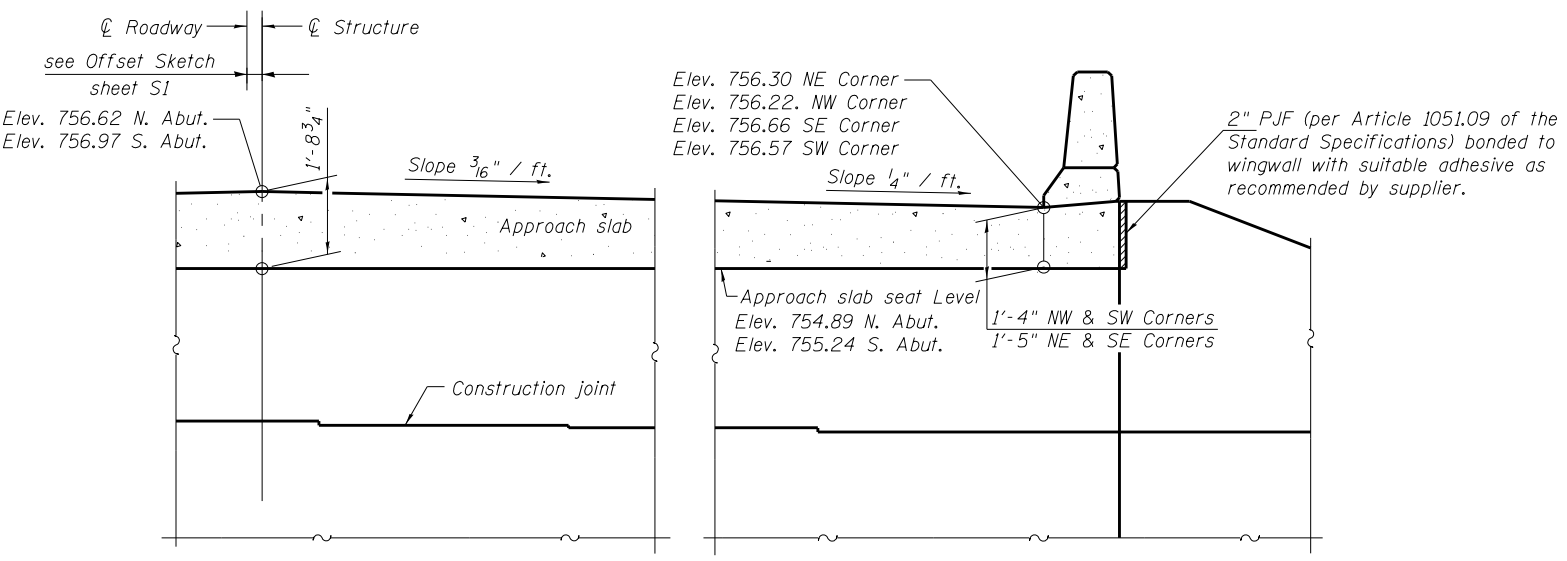 ℄ Roadway
℄ Structure
see Offset Sketch
sheet S1
Elev. 756.62 N. Abut.
Elev. 756.97 S. Abut.
1'-8 3/4"
Slope 3/16" / ft.
Approach slab
Elev. 756.30 NE Corner
Elev. 756.22. NW Corner
Elev. 756.66 SE Corner
Elev. 756.57 SW Corner
Slope 1/4" / ft.
2" PJF (per Article 1051.09 of the
Standard Specifications) bonded to
wingwall with suitable adhesive as
recommended by supplier.
Approach slab seat Level
Elev. 754.89 N. Abut.
Elev. 755.24 S. Abut.
1'-4" NW & SW Corners
1'-5" NE & SE Corners
Construction joint